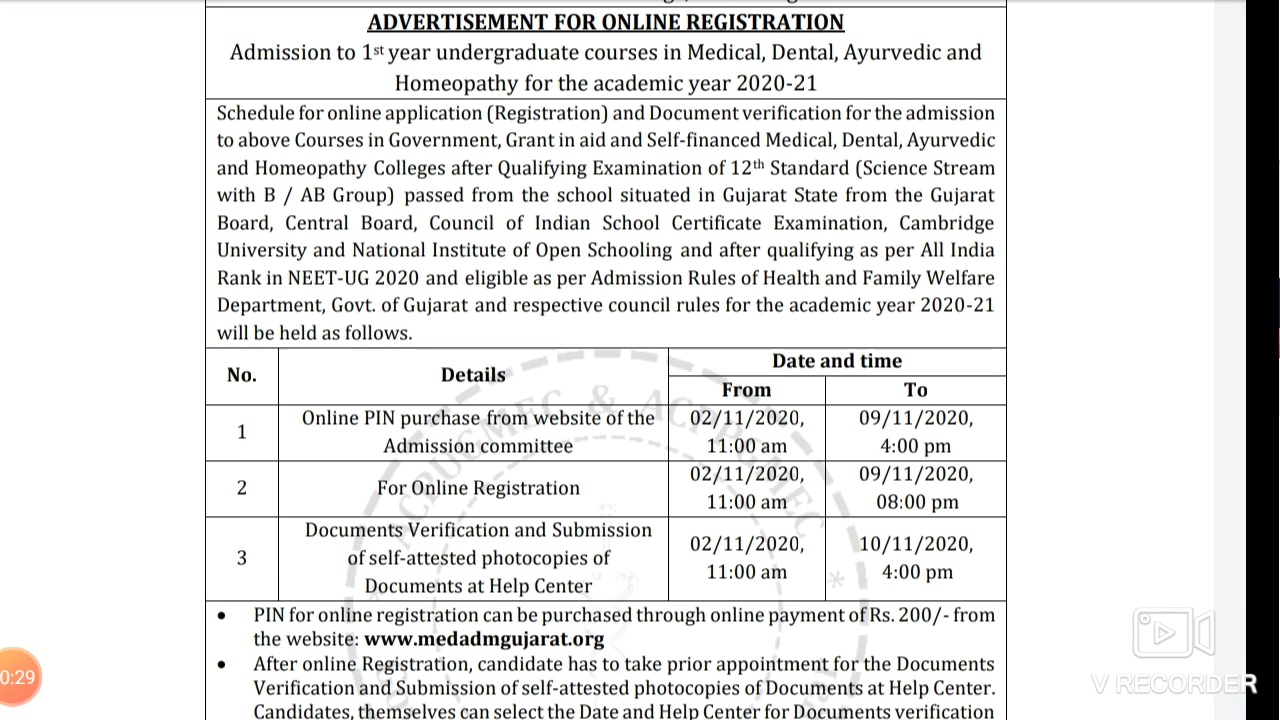 ADVERTISEMENT FOR ONLINE REGISTRATION
Admission to 1st year undergraduate courses in Medical, Dental, Ayurvedic and
Homeopathy for the academic year 2020-21
Schedule for online application (Registration) and Document verification for the admission
to above Courses in Government, Grant in aid and Self-financed Medical, Dental, Ayurvedic
and Homeopathy Colleges after Qualifying Examination of 12th Standard (Science Stream
with B / AB Group) passed from the school situated in Gujarat State from the Gujarat
Board, Central Board, Council of Indian School Certificate Examination, Cambridge
University and National Institute of Open Schooling and after qualifying as per All India
Rank in NEET-UG 2020 and eligible as per Admission Rules of Health and Family Welfare
Department, Govt. of Gujarat and respective council rules for the academic year 2020-21
will be held as follows.
No. Details Date and time
From To
1 Online PIN purchase from website of the Admission committee 02/11/2020, 11:00 am 09/11/2020, 4:00 pm
2 For Online Registration 02/11/2020, 11:00 am 09/11/2020, 08:00 pm
3 Documents Verification and Submission of self-attested photocopies of Documents at Help Center 02/11/2020, 11:00 am 10/11/2020, 4:00 pm
ACPUGMEC & ACPPGMEC
• PIN for online registration can be purchased through online payment of Rs. 200/- from
the website: www.medadmgujarat.org
• After online Registration, candidate has to take prior appointment for the Documents
Verification and Submission of self-attested photocopies of Documents at Help Center.
Candidates, themselves can select the Date and Help Center for Documents verification
0:29
V RECORDER